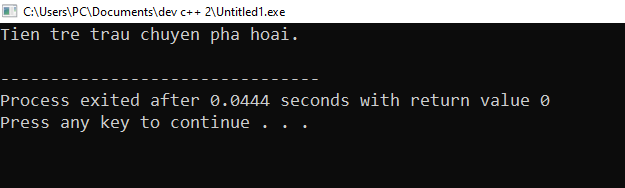 C:\Users\PC\Documents\dev c++ 2\Untitled1.exe
Tien tre trau chuyen pha hoai.
--------------------------------
Process exited after 0.0444 seconds with return value 0
Press any key to continue . . .